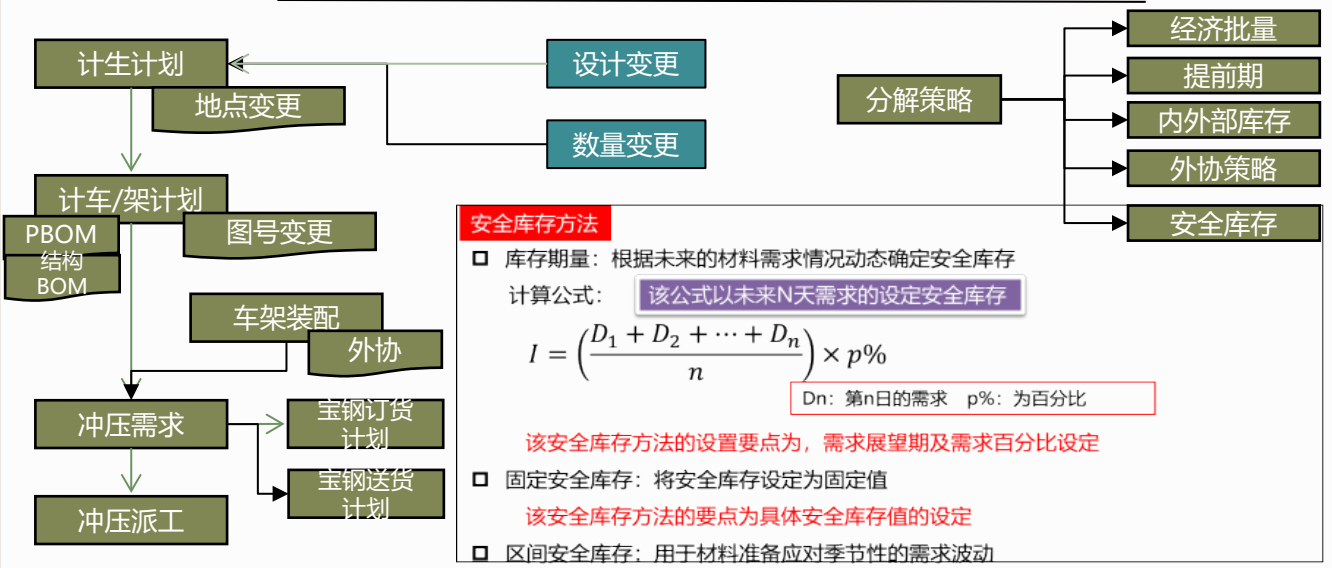 计生计划
地点变更
设计变更
数量变更
计车/架计划
图号变更
PBOM
结构
BOM
车架装配
外协
冲压需求
宝钢订货
计划
宝钢送货
计划
冲压派工
分解策略
经济批量
提前期
内外部库存
外协策略
安全库存
安全库存方法
库存期量：根据未来的材料需求情况动态确定安全库存
计算公式：
该公式以未来N天需求的设定安全库存
I = ( (D₁ + D₂ + ⋯ + Dₙ) / n ) × p%
Dn：第n日的需求 p%：为百分比
该安全库存方法的设置要点为，需求展望期及需求百分比设定
固定安全库存：将安全库存设定为固定值
该安全库存方法的要点为具体安全库存值的设定
区间安全库存：用于材料准备应对季节性的需求波动